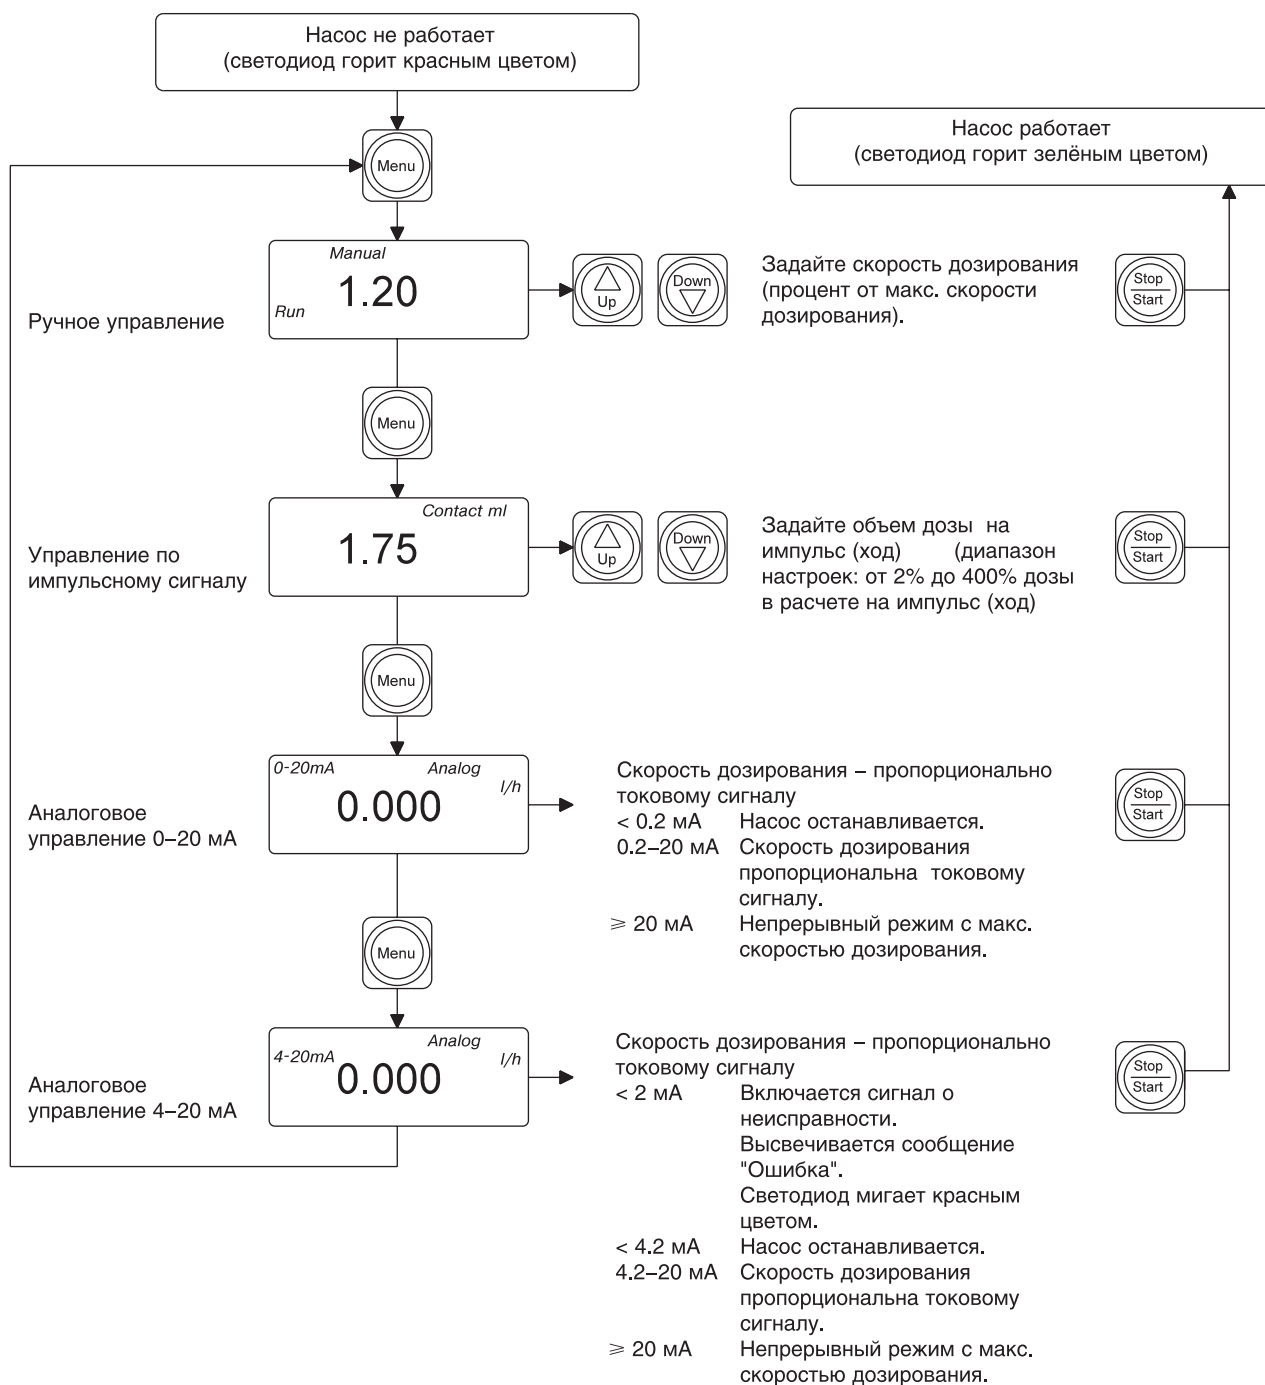 Насос не работает
(светодиод горит красным цветом)
Насос работает
(светодиод горит зелёным цветом)
Menu
Ручное управление
Manual
1.20
Run
Up
Down
Задайте скорость дозирования
(процент от макс. скорости
дозирования).
Stop
Start
Menu
Управление по
импульсному сигналу
Contact ml
1.75
Up
Down
Задайте объем дозы на
импульс (ход) (диапазон
настроек: от 2% до 400% дозы
в расчете на импульс (ход)
Stop
Start
Menu
Аналоговое
управление 0–20 мА
0-20mA Analog
l/h
0.000
Скорость дозирования – пропорционально
токовому сигналу
< 0.2 мА Насос останавливается.
0.2–20 мА Скорость дозирования
пропорциональна токовому
сигналу.
⩾ 20 мА Непрерывный режим с макс.
скоростью дозирования.
Stop
Start
Menu
Аналоговое
управление 4–20 мА
Analog
4-20mA l/h
0.000
Скорость дозирования – пропорционально
токовому сигналу
< 2 мА Включается сигнал о
неисправности.
Высвечивается сообщение
"Ошибка".
Светодиод мигает красным
цветом.
< 4.2 мА Насос останавливается.
4.2–20 мА Скорость дозирования
пропорциональна токовому
сигналу.
⩾ 20 мА Непрерывный режим с макс.
скоростью дозирования.
Stop
Start